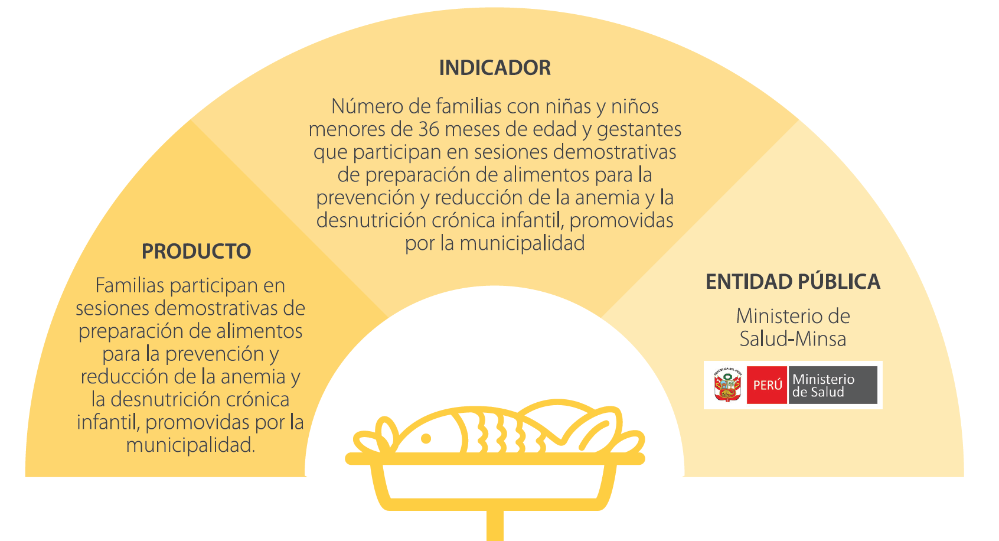 INDICADOR
Número de familias con niñas y niños
menores de 36 meses de edad y gestantes
que participan en sesiones demostrativas
de preparación de alimentos para la
prevención y reducción de la anemia y la
desnutrición crónica infantil, promovidas
por la municipalidad
PRODUCTO
Familias participan en
sesiones demostrativas de
preparación de alimentos
para la prevención y
reducción de la anemia y
la desnutrición crónica
infantil, promovidas por la
municipalidad.
ENTIDAD PÚBLICA
Ministerio de
Salud-Minsa
REPÚBLICA DEL PERÚ
PERÚ
Ministerio
de Salud